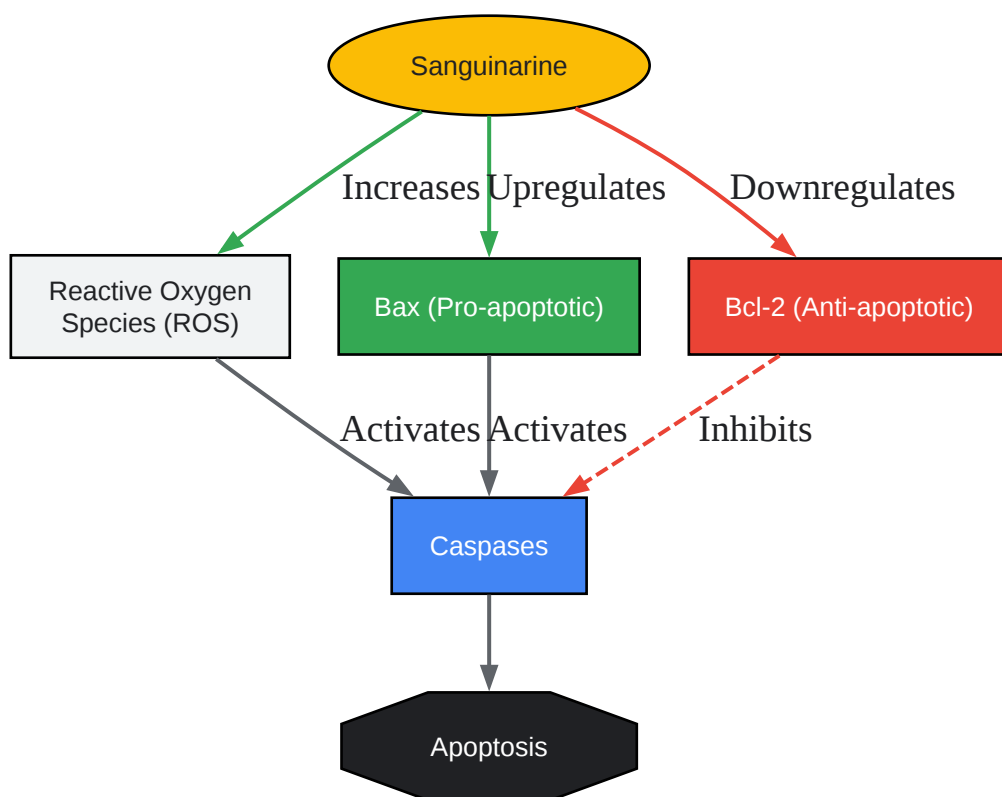 Sanguinarine
Increases
Upregulates
Downregulates
Reactive Oxygen
Species (ROS)
Bax (Pro-apoptotic)
Bcl-2 (Anti-apoptotic)
Activates
Activates
Inhibits
Caspases
Apoptosis